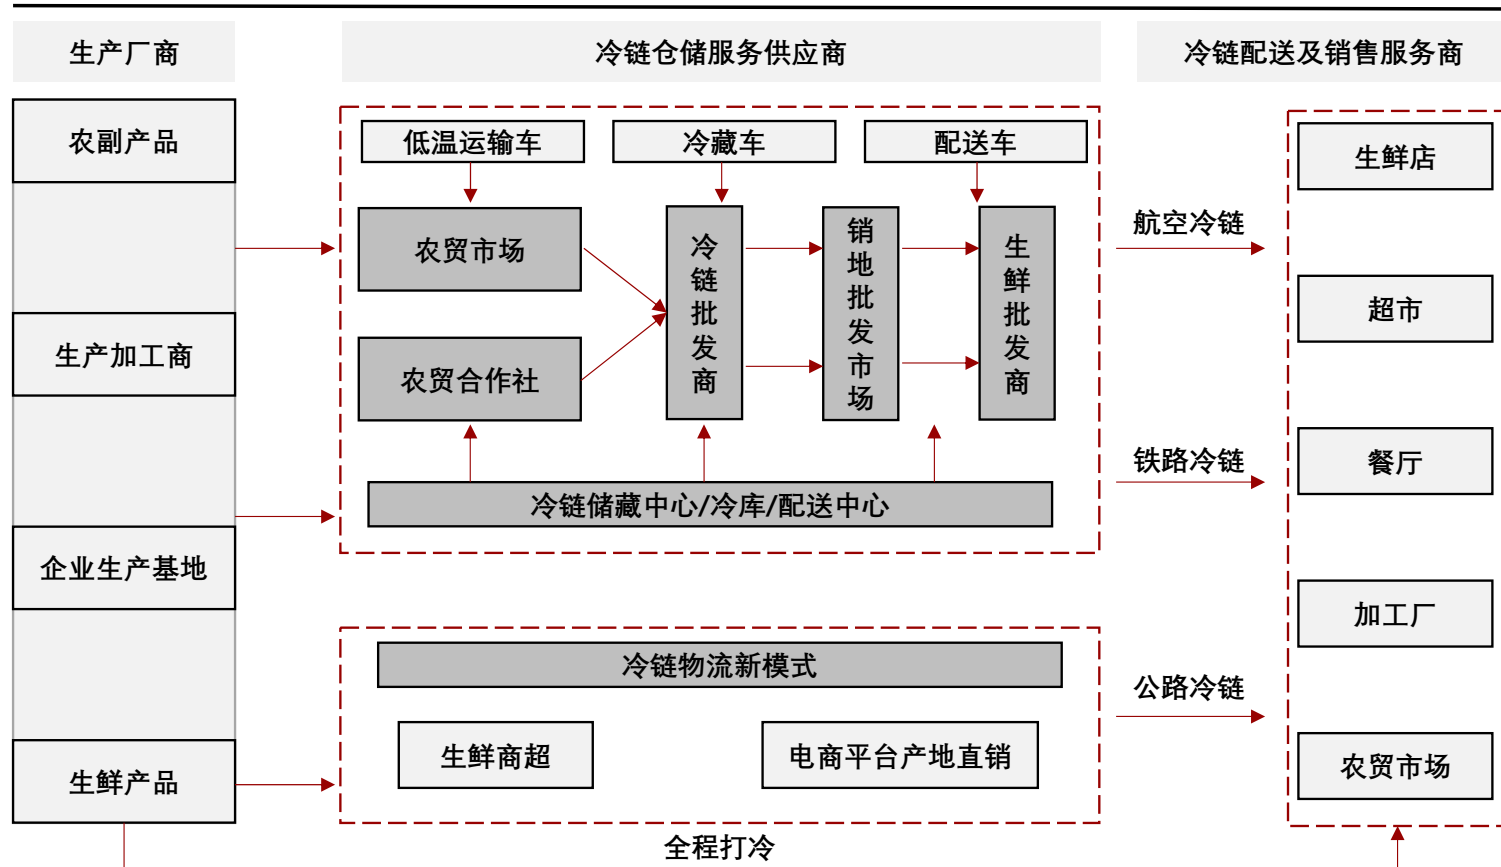 生产厂商
冷链仓储服务供应商
冷链配送及销售服务商
农副产品
生产加工商
企业生产基地
生鲜产品
低温运输车
冷藏车
配送车
农贸市场
农贸合作社
冷链批发商
销地批发市场
生鲜批发商
冷链储藏中心/冷库/配送中心
冷链物流新模式
生鲜商超
电商平台产地直销
全程打冷
航空冷链
铁路冷链
公路冷链
生鲜店
超市
餐厅
加工厂
农贸市场